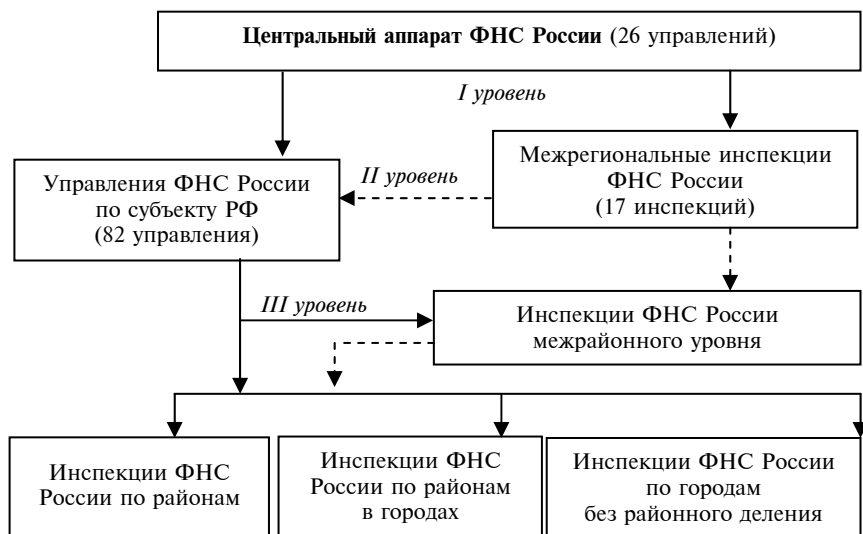 Центральный аппарат ФНС России (26 управлений)
I уровень
Управления ФНС России
по субъекту РФ
(82 управления)
II уровень
Межрегиональные инспекции
ФНС России
(17 инспекций)
III уровень
Инспекции ФНС России
межрайонного уровня
Инспекции ФНС
России по районам
Инспекции ФНС
России по районам
в городах
Инспекции ФНС России
по городам
без районного деления